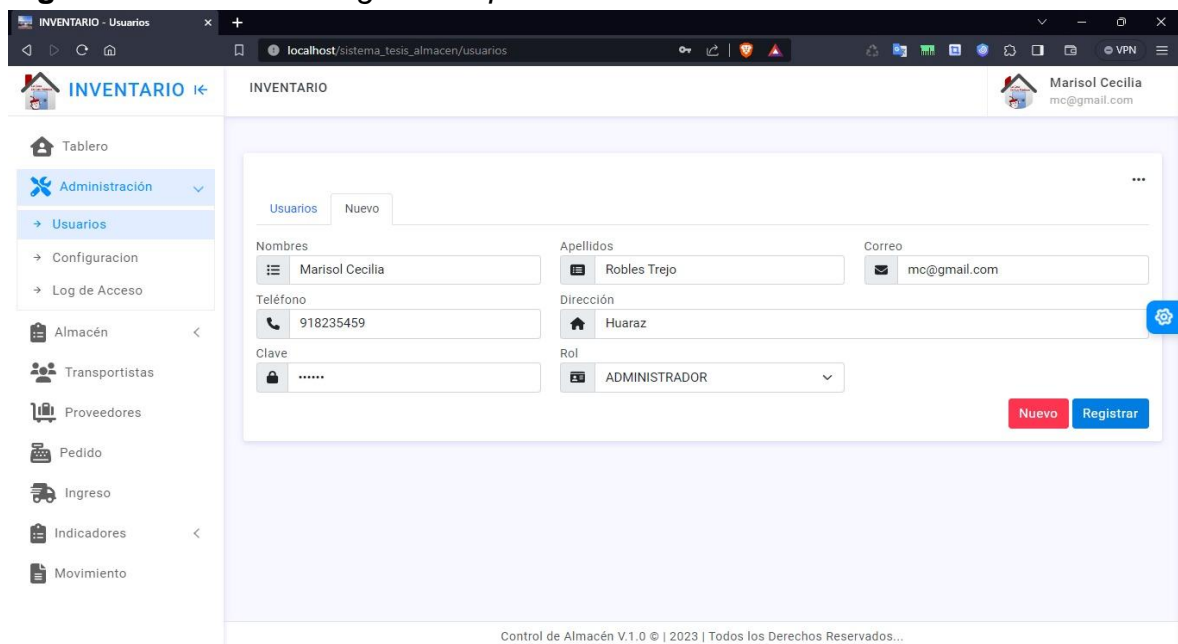 INVENTARIO - Usuarios
localhost/sistema_tesis_almacen/usuarios
VPN
INVENTARIO
INVENTARIO
Marisol Cecilia
mc@gmail.com
Tablero
Administración
Usuarios
Configuracion
Log de Acceso
Almacén
Transportistas
Proveedores
Pedido
Ingreso
Indicadores
Movimiento
...
Usuarios Nuevo
Nombres Apellidos Correo
Marisol Cecilia Robles Trejo mc@gmail.com
Teléfono Dirección
918235459 Huaraz
Clave Rol
•••••• ADMINISTRADOR
Nuevo Registrar
Control de Almacén V.1.0 © | 2023 | Todos los Derechos Reservados...